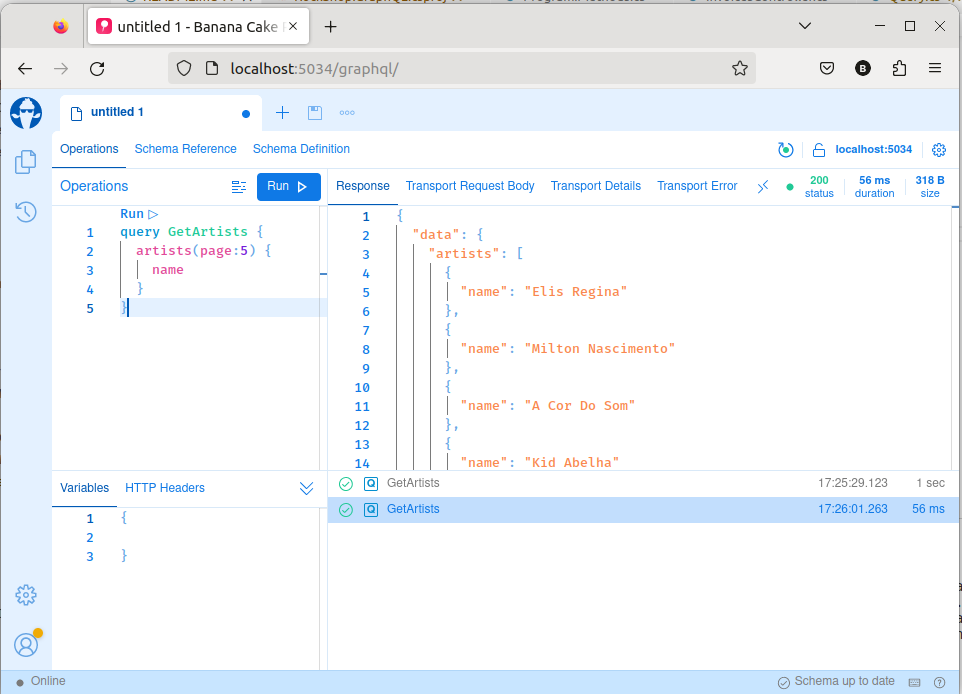 untitled 1 - Banana Cake
localhost:5034/graphql/
B
untitled 1
Operations Schema Reference Schema Definition
localhost:5034
Operations
Run
Response Transport Request Body Transport Details Transport Error
200
status
56 ms
duration
318 B
size
Run
1 query GetArtists {
2 artists(page:5) {
3 name
4 }
5 }
1 {
2 "data": {
3 "artists": [
4 {
5 "name": "Elis Regina"
6 },
7 {
8 "name": "Milton Nascimento"
9 },
10 {
11 "name": "A Cor Do Som"
12 },
13 {
14 "name": "Kid Abelha"
Variables HTTP Headers
1 {
2
3 }
Q GetArtists 17:25:29.123 1 sec
Q GetArtists 17:26:01.263 56 ms
Online
Schema up to date